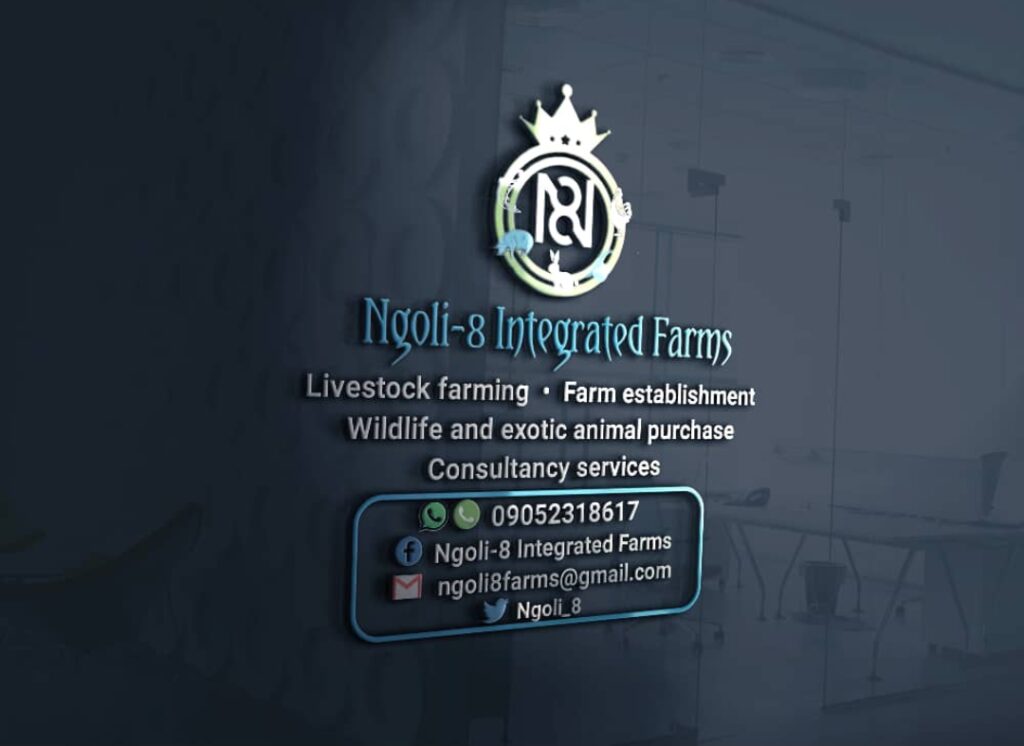 N8N
Ngoli-8 Integrated Farms
Livestock farming • Farm establishment
Wildlife and exotic animal purchase
Consultancy services
09052318617
Ngoli-8 Integrated Farms
ngoli8farms@gmail.com
Ngoli_8